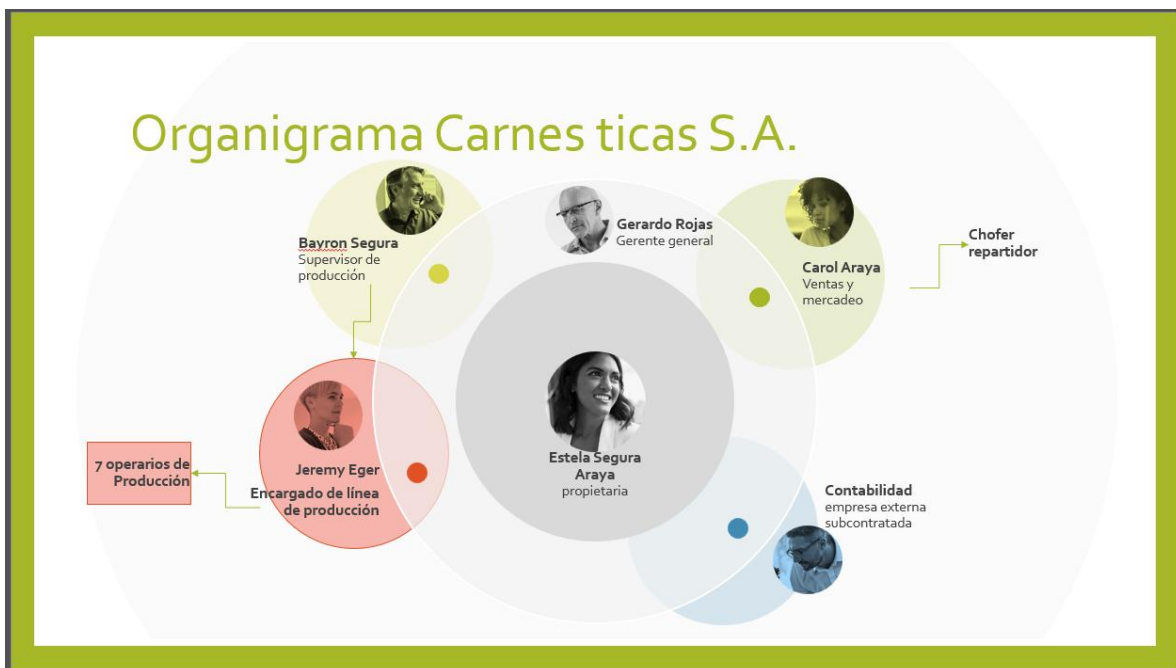 Organigrama Carnes ticas S.A.
Bayron Segura
Supervisor de
producción
Gerardo Rojas
Gerente general
Carol Araya
Ventas y
mercadeo
Chofer
repartidor
7 operarios de
Producción
Jeremy Eger
Encargado de línea
de producción
Estela Segura
Araya
propietaria
Contabilidad
empresa externa
subcontratada